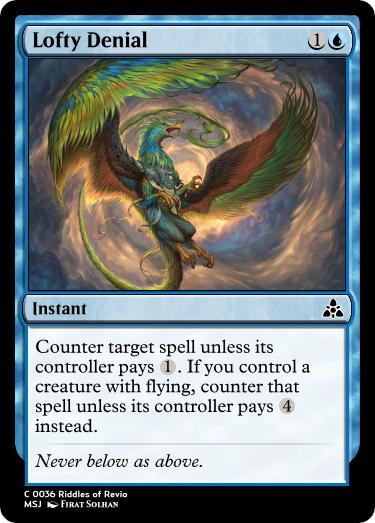 Lofty Denial 1
Instant
Counter target spell unless its
controller pays 1. If you control a
creature with flying, counter that
spell unless its controller pays 4
instead.
Never below as above.
C 0036 Riddles of Revio
MSJ FIRAT SOLHAN